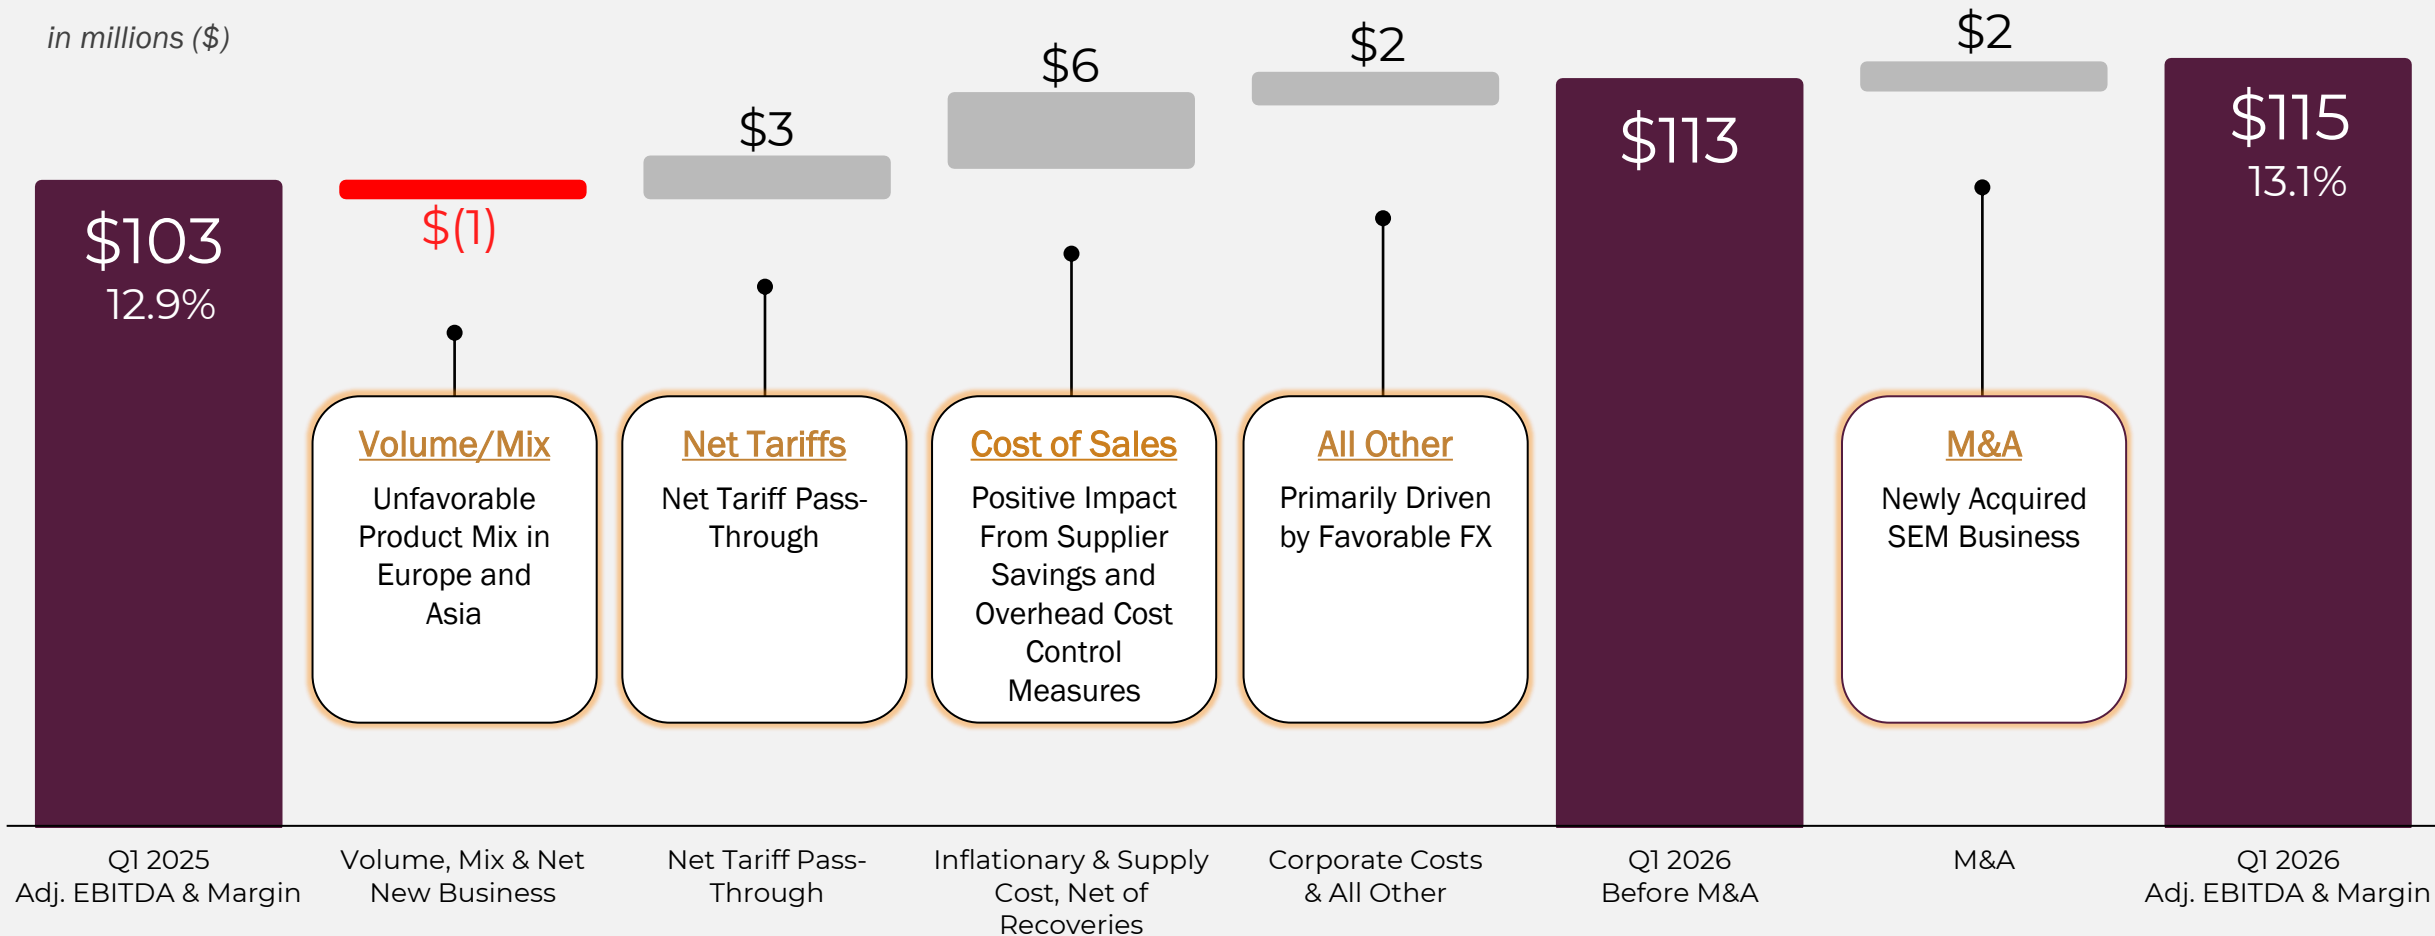 in millions ($)
$103
12.9%
$(1)
$3
$6
$2
$113
$2
$115
13.1%
Volume/Mix
Unfavorable
Product Mix in
Europe and
Asia
Net Tariffs
Net Tariff Pass-
Through
Cost of Sales
Positive Impact
From Supplier
Savings and
Overhead Cost
Control
Measures
All Other
Primarily Driven
by Favorable FX
M&A
Newly Acquired
SEM Business
Q1 2025
Adj. EBITDA & Margin
Volume, Mix & Net
New Business
Net Tariff Pass-
Through
Inflationary & Supply
Cost, Net of
Recoveries
Corporate Costs
& All Other
Q1 2026
Before M&A
M&A
Q1 2026
Adj. EBITDA & Margin